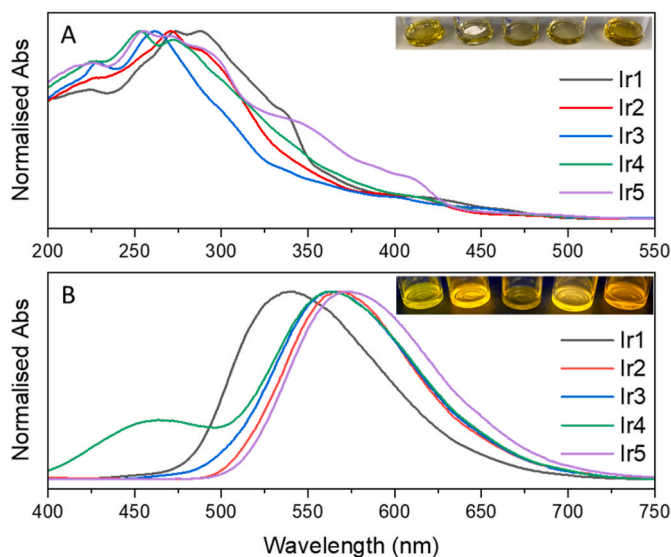 Normalised Abs
A
Ir1
Ir2
Ir3
Ir4
Ir5
200 250 300 350 400 450 500 550
Normalised Abs
B
Ir1
Ir2
Ir3
Ir4
Ir5
400 450 500 550 600 650 700 750
Wavelength (nm)